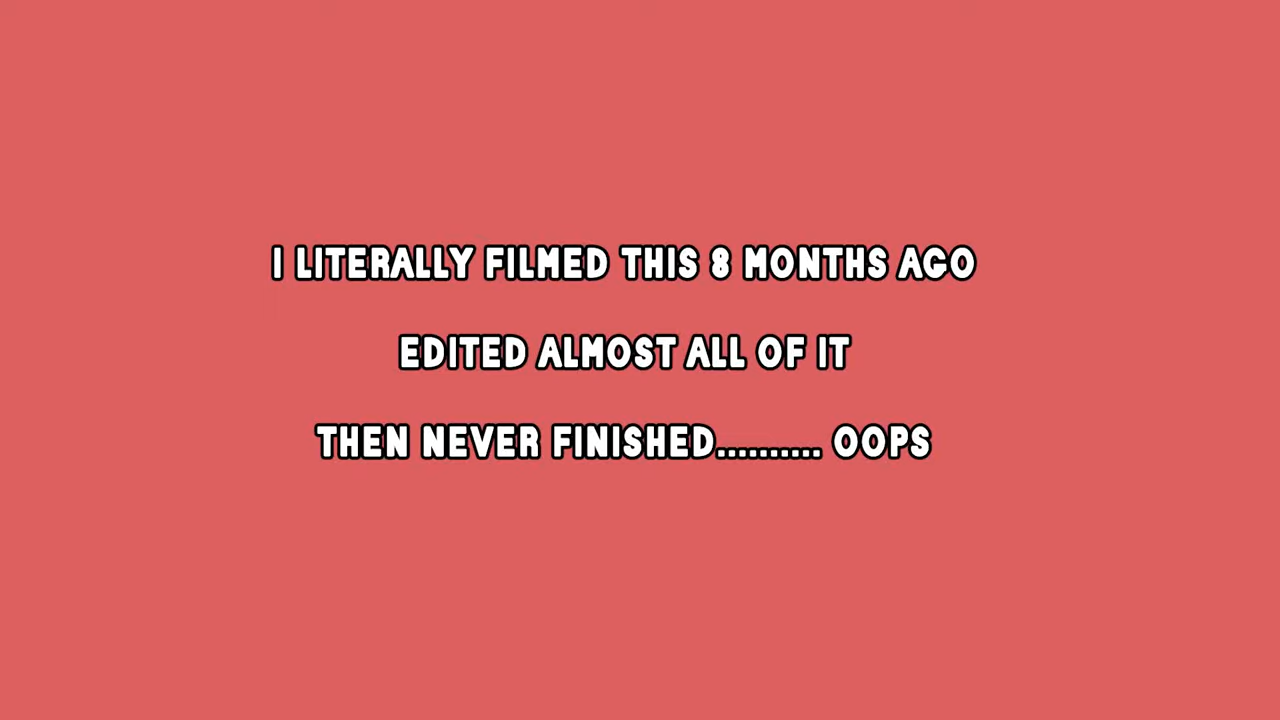 I LITERALLY FILMED THIS 8 MONTHS AGO
EDITED ALMOST ALL OF IT
THEN NEVER FINISHED.......... OOPS